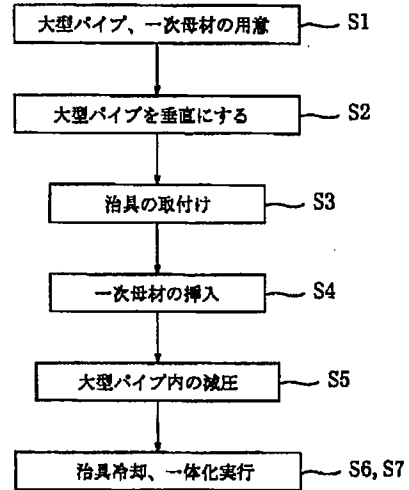 大型パイプ、一次母材の用意 S1
大型パイプを垂直にする S2
治具の取付け S3
一次母材の挿入 S4
大型パイプ内の減圧 S5
治具冷却、一体化実行 S6, S7